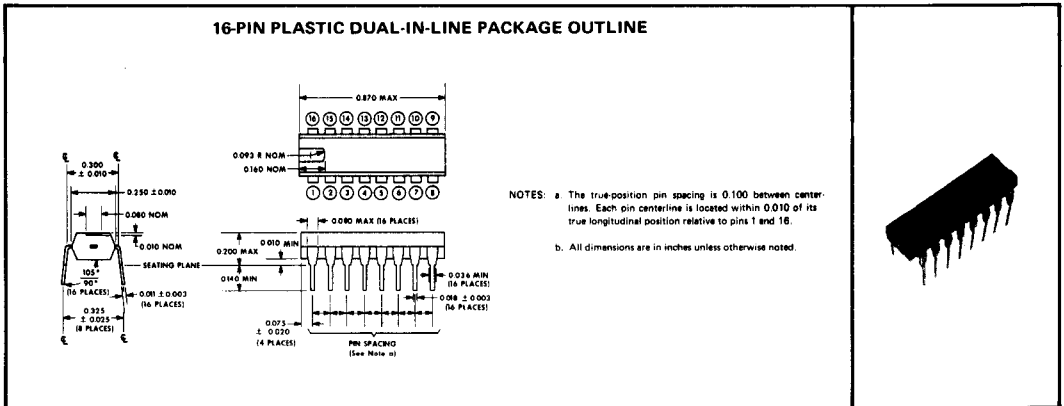 16-PIN PLASTIC DUAL-IN-LINE PACKAGE OUTLINE
0.870 MAX
16 15 14 13 12 11 10 9
0.093 R NOM
0.160 NOM
1 2 3 4 5 6 7 8
℄ ℄
0.300
± 0.010
0.250 ±0.010
0.080 NOM
0.010 NOM
SEATING PLANE
105°
90°
(16 PLACES)
0.011 ±0.003
(16 PLACES)
0.325
± 0.025
(8 PLACES)
℄ ℄
0.080 MAX (16 PLACES)
0.010 MIN
0.200 MAX
0.140 MIN
0.036 MIN
(16 PLACES)
0.018 ± 0.003
(16 PLACES)
0.075
± 0.020
(4 PLACES)
PIN SPACING
(See Note a)
NOTES: a. The true-position pin spacing is 0.100 between center-
lines. Each pin centerline is located within 0.010 of its
true longitudinal position relative to pins 1 and 16.
b. All dimensions are in inches unless otherwise noted.